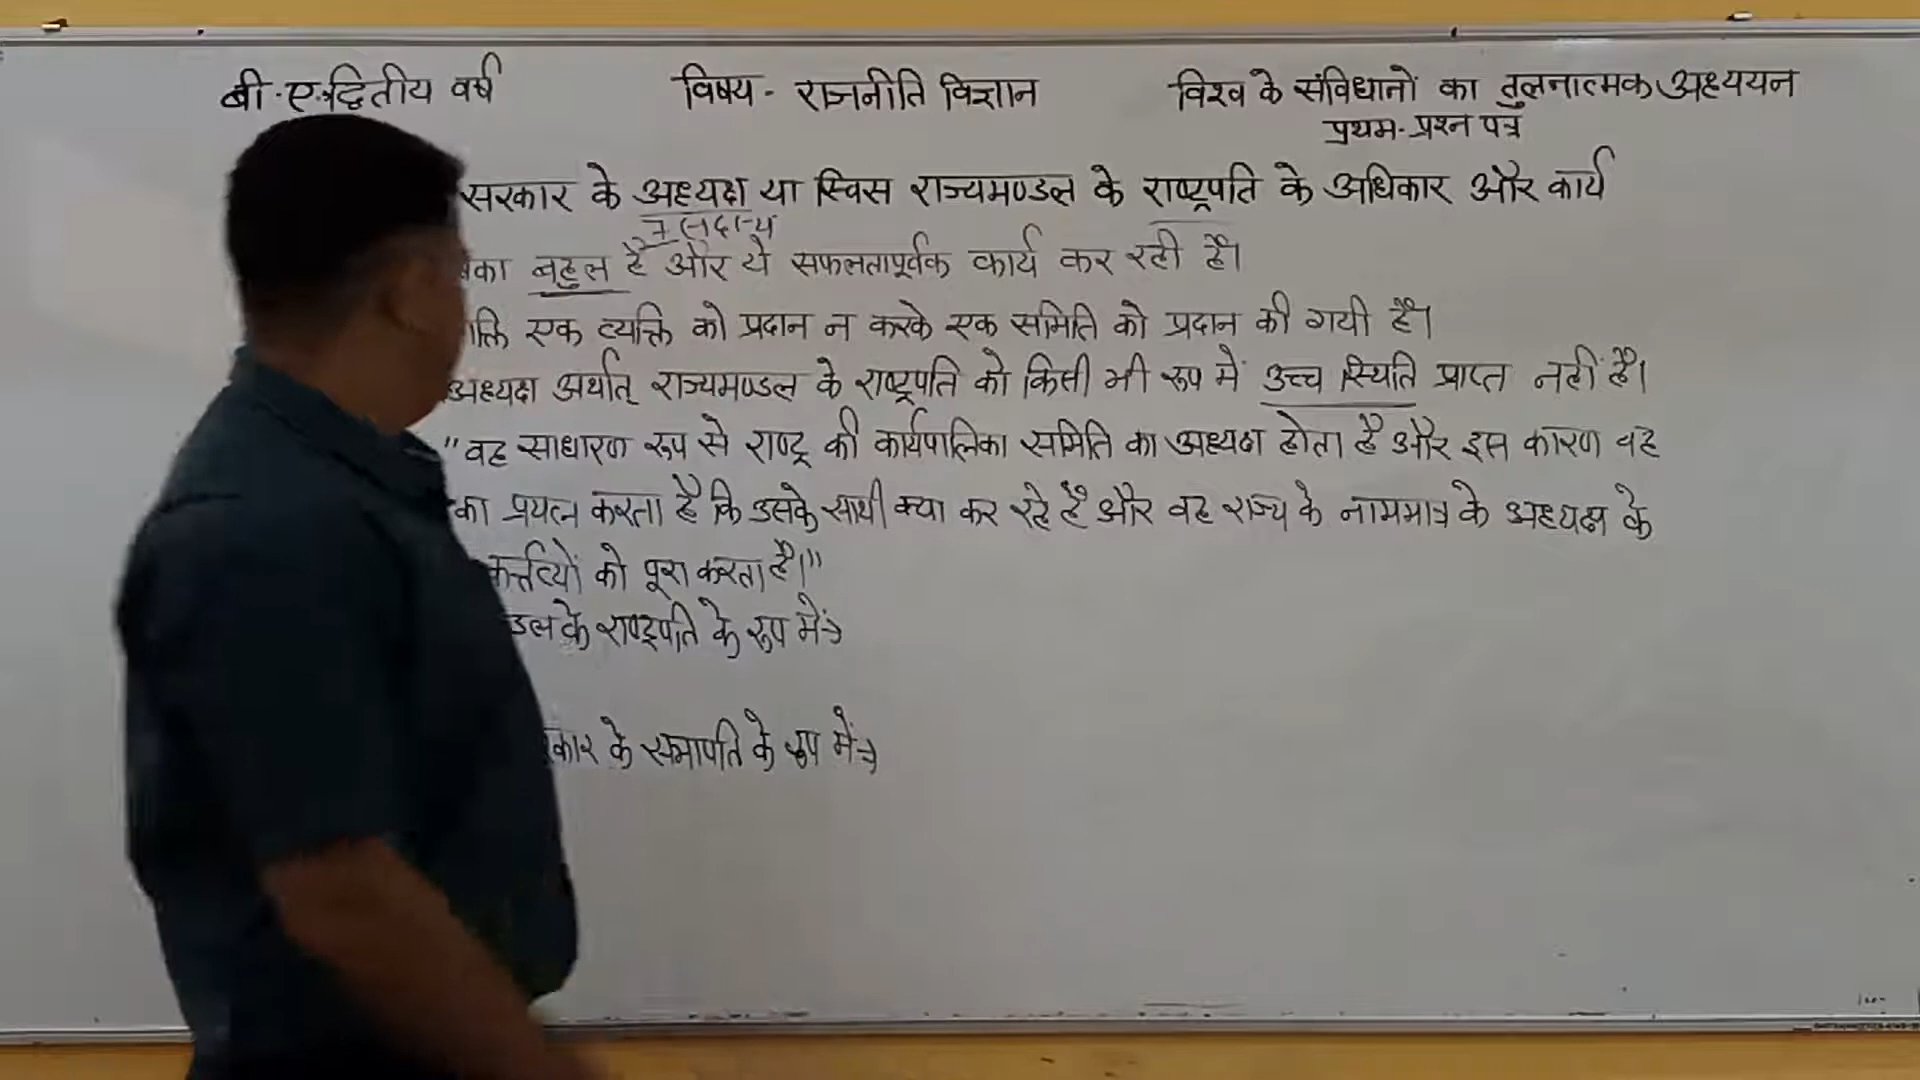 बी.ए.द्वितीय वर्ष विषय - राजनीति विज्ञान विश्व के संविधानों का तुलनात्मक अध्ययन
प्रथम-प्रश्न पत्र
सरकार के अध्यक्ष या स्विस राज्यमण्डल के राष्ट्रपति के अधिकार और कार्य
7 सदस्य
का बहुल है और ये सफलतापूर्वक कार्य कर रही है।
क्ति एक व्यक्ति को प्रदान न करके एक समिति को प्रदान की गयी है।
अध्यक्ष अर्थात् राज्यमण्डल के राष्ट्रपति को किसी भी रूप में उच्च स्थिति प्राप्त नहीं है।
"वह साधारण रूप से राष्ट्र की कार्यपालिका समिति का अध्यक्ष होता है और इस कारण वह
का प्रयत्न करता है कि उसके साथी क्या कर रहे हैं और वह राज्य के नाममात्र के अध्यक्ष के
कर्त्तव्यों को पूरा करता है।"
डल के राष्ट्रपति के रूप में→
कार के सभापति के रूप में→